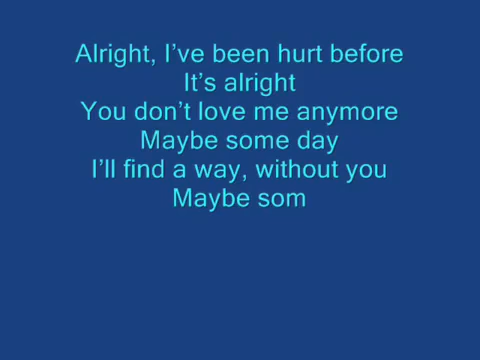 Alright, I’ve been hurt before
It’s alright
You don’t love me anymore
Maybe some day
I’ll find a way, without you
Maybe som